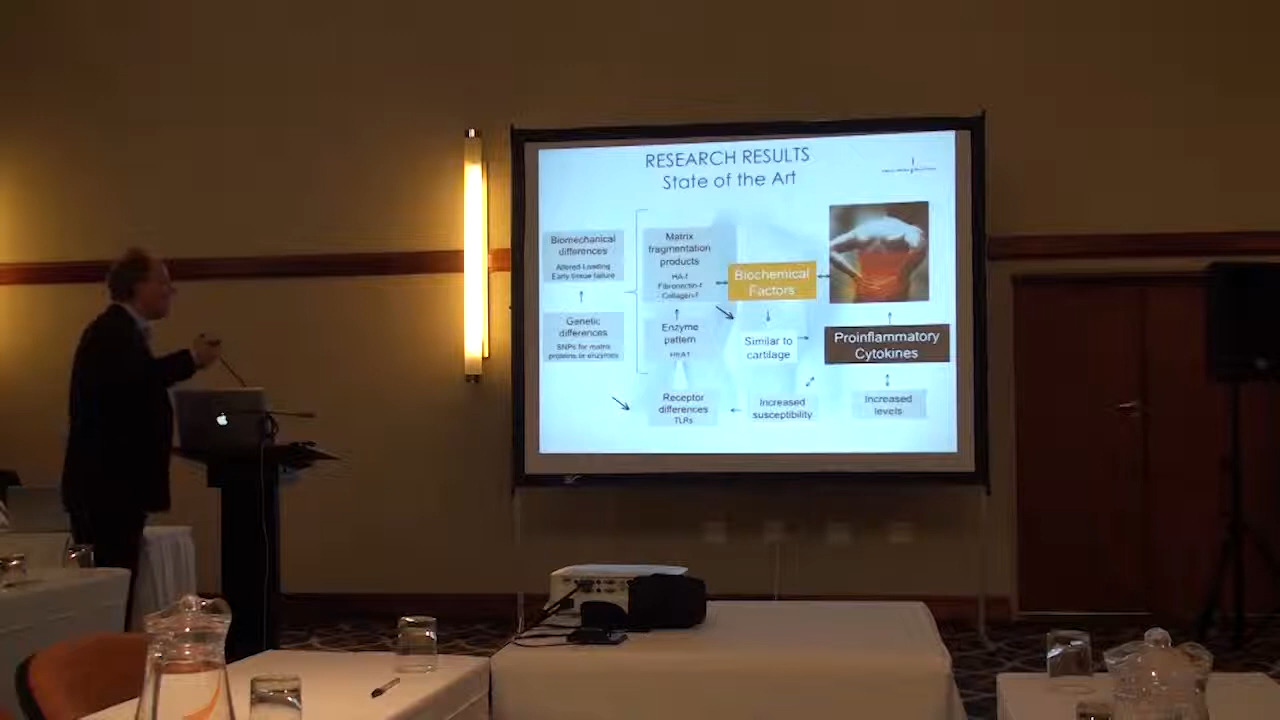 RESEARCH RESULTS
State of the Art
Biomechanical
differences
Altered Loading
Early tissue failure
Genetic
differences
SNPs for matrix
proteins or enzymes
Matrix
fragmentation
products
HA-f
Fibronectin-f
Collagen-f
Enzyme
pattern
Receptor
differences
TLRs
Biochemical
Factors
Similar to
cartilage
Increased
susceptibility
Proinflammatory
Cytokines
Increased
levels